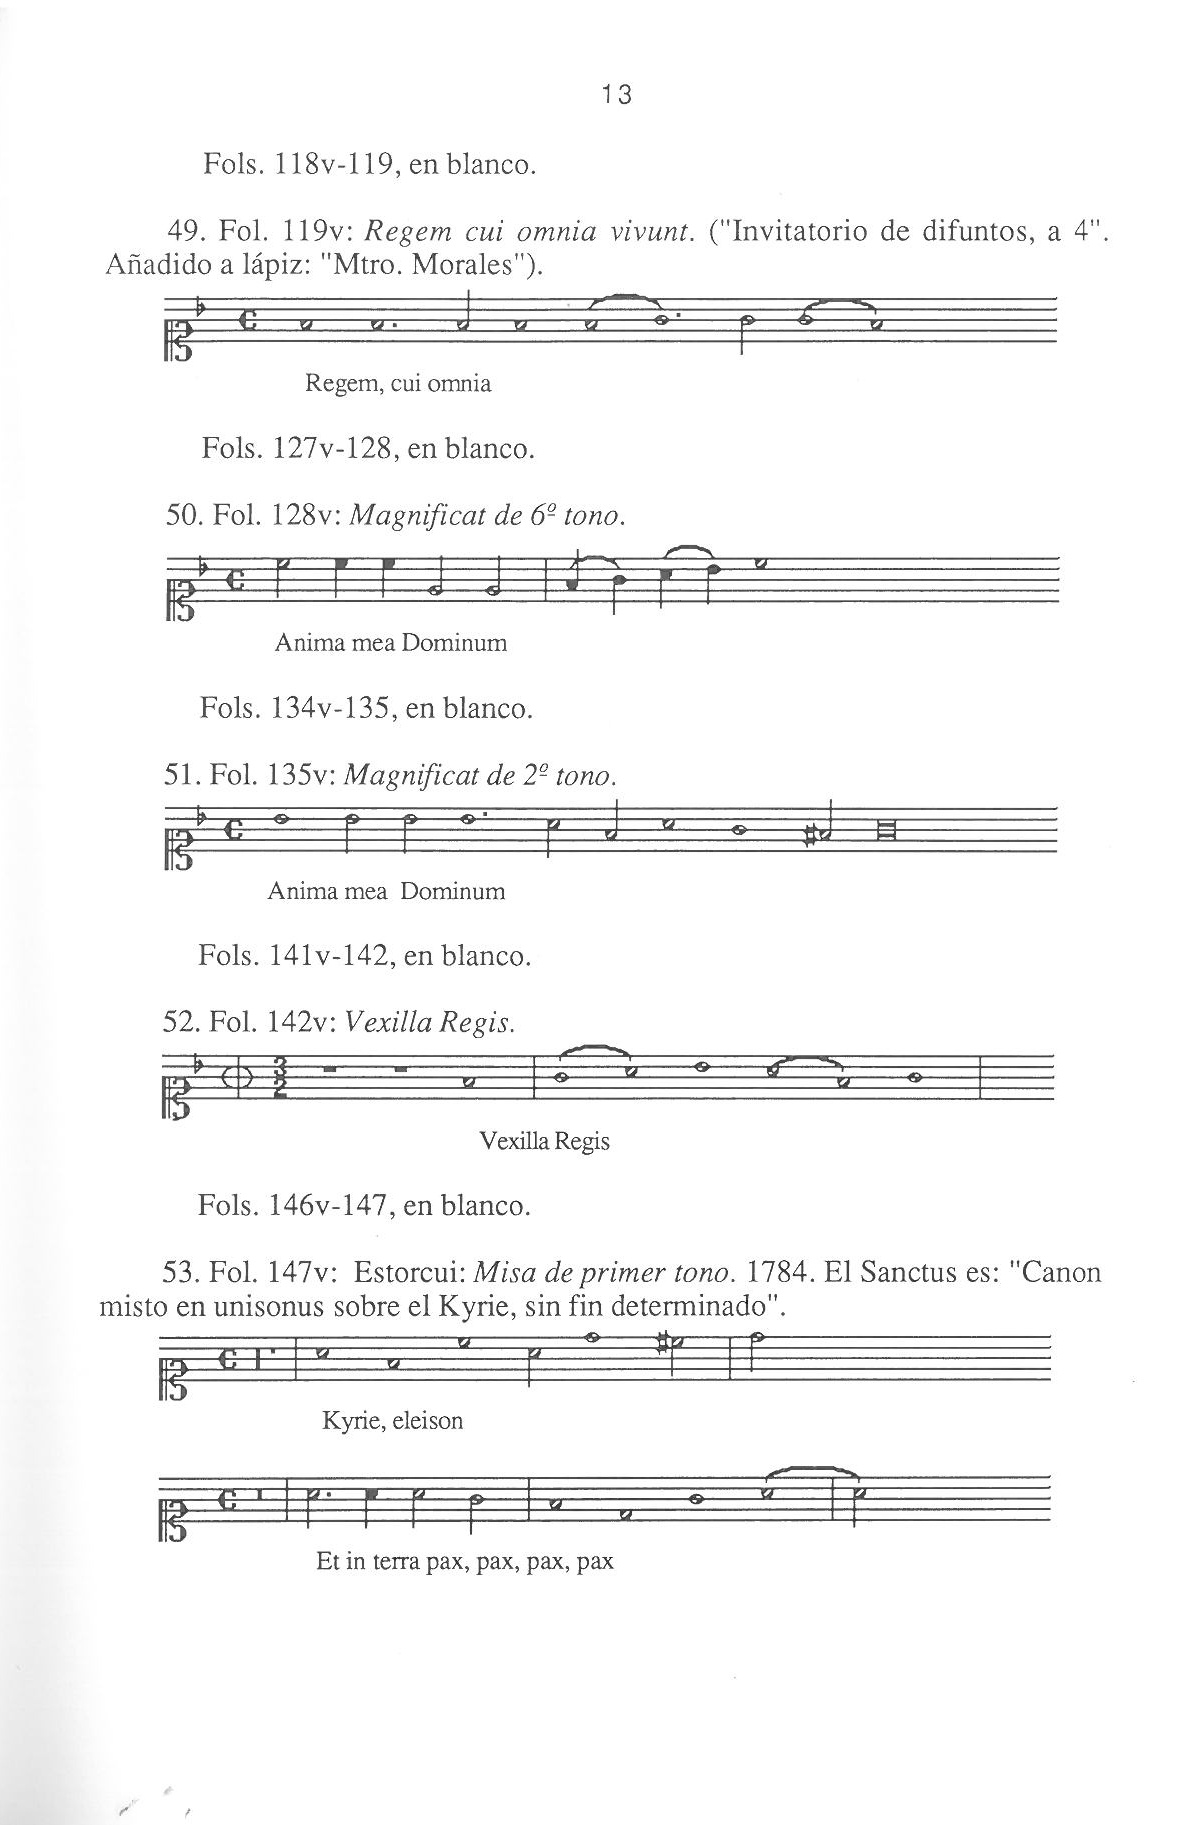 13
Fols. 118v-119, en blanco.
49. Fol. 119v: Regem cui omnia vivunt. ("Invitatorio de difuntos, a 4".
Añadido a lápiz: "Mtro. Morales").
Regem, cui omnia
Fols. 127v-128, en blanco.
50. Fol. 128v: Magnificat de 6º tono.
Anima mea Dominum
Fols. 134v-135, en blanco.
51. Fol. 135v: Magnificat de 2º tono.
Anima mea Dominum
Fols. 141v-142, en blanco.
52. Fol. 142v: Vexilla Regis.
3
2
Vexilla Regis
Fols. 146v-147, en blanco.
53. Fol. 147v: Estorcui: Misa de primer tono. 1784. El Sanctus es: "Canon
misto en unisonus sobre el Kyrie, sin fin determinado".
Kyrie, eleison
Et in terra pax, pax, pax, pax